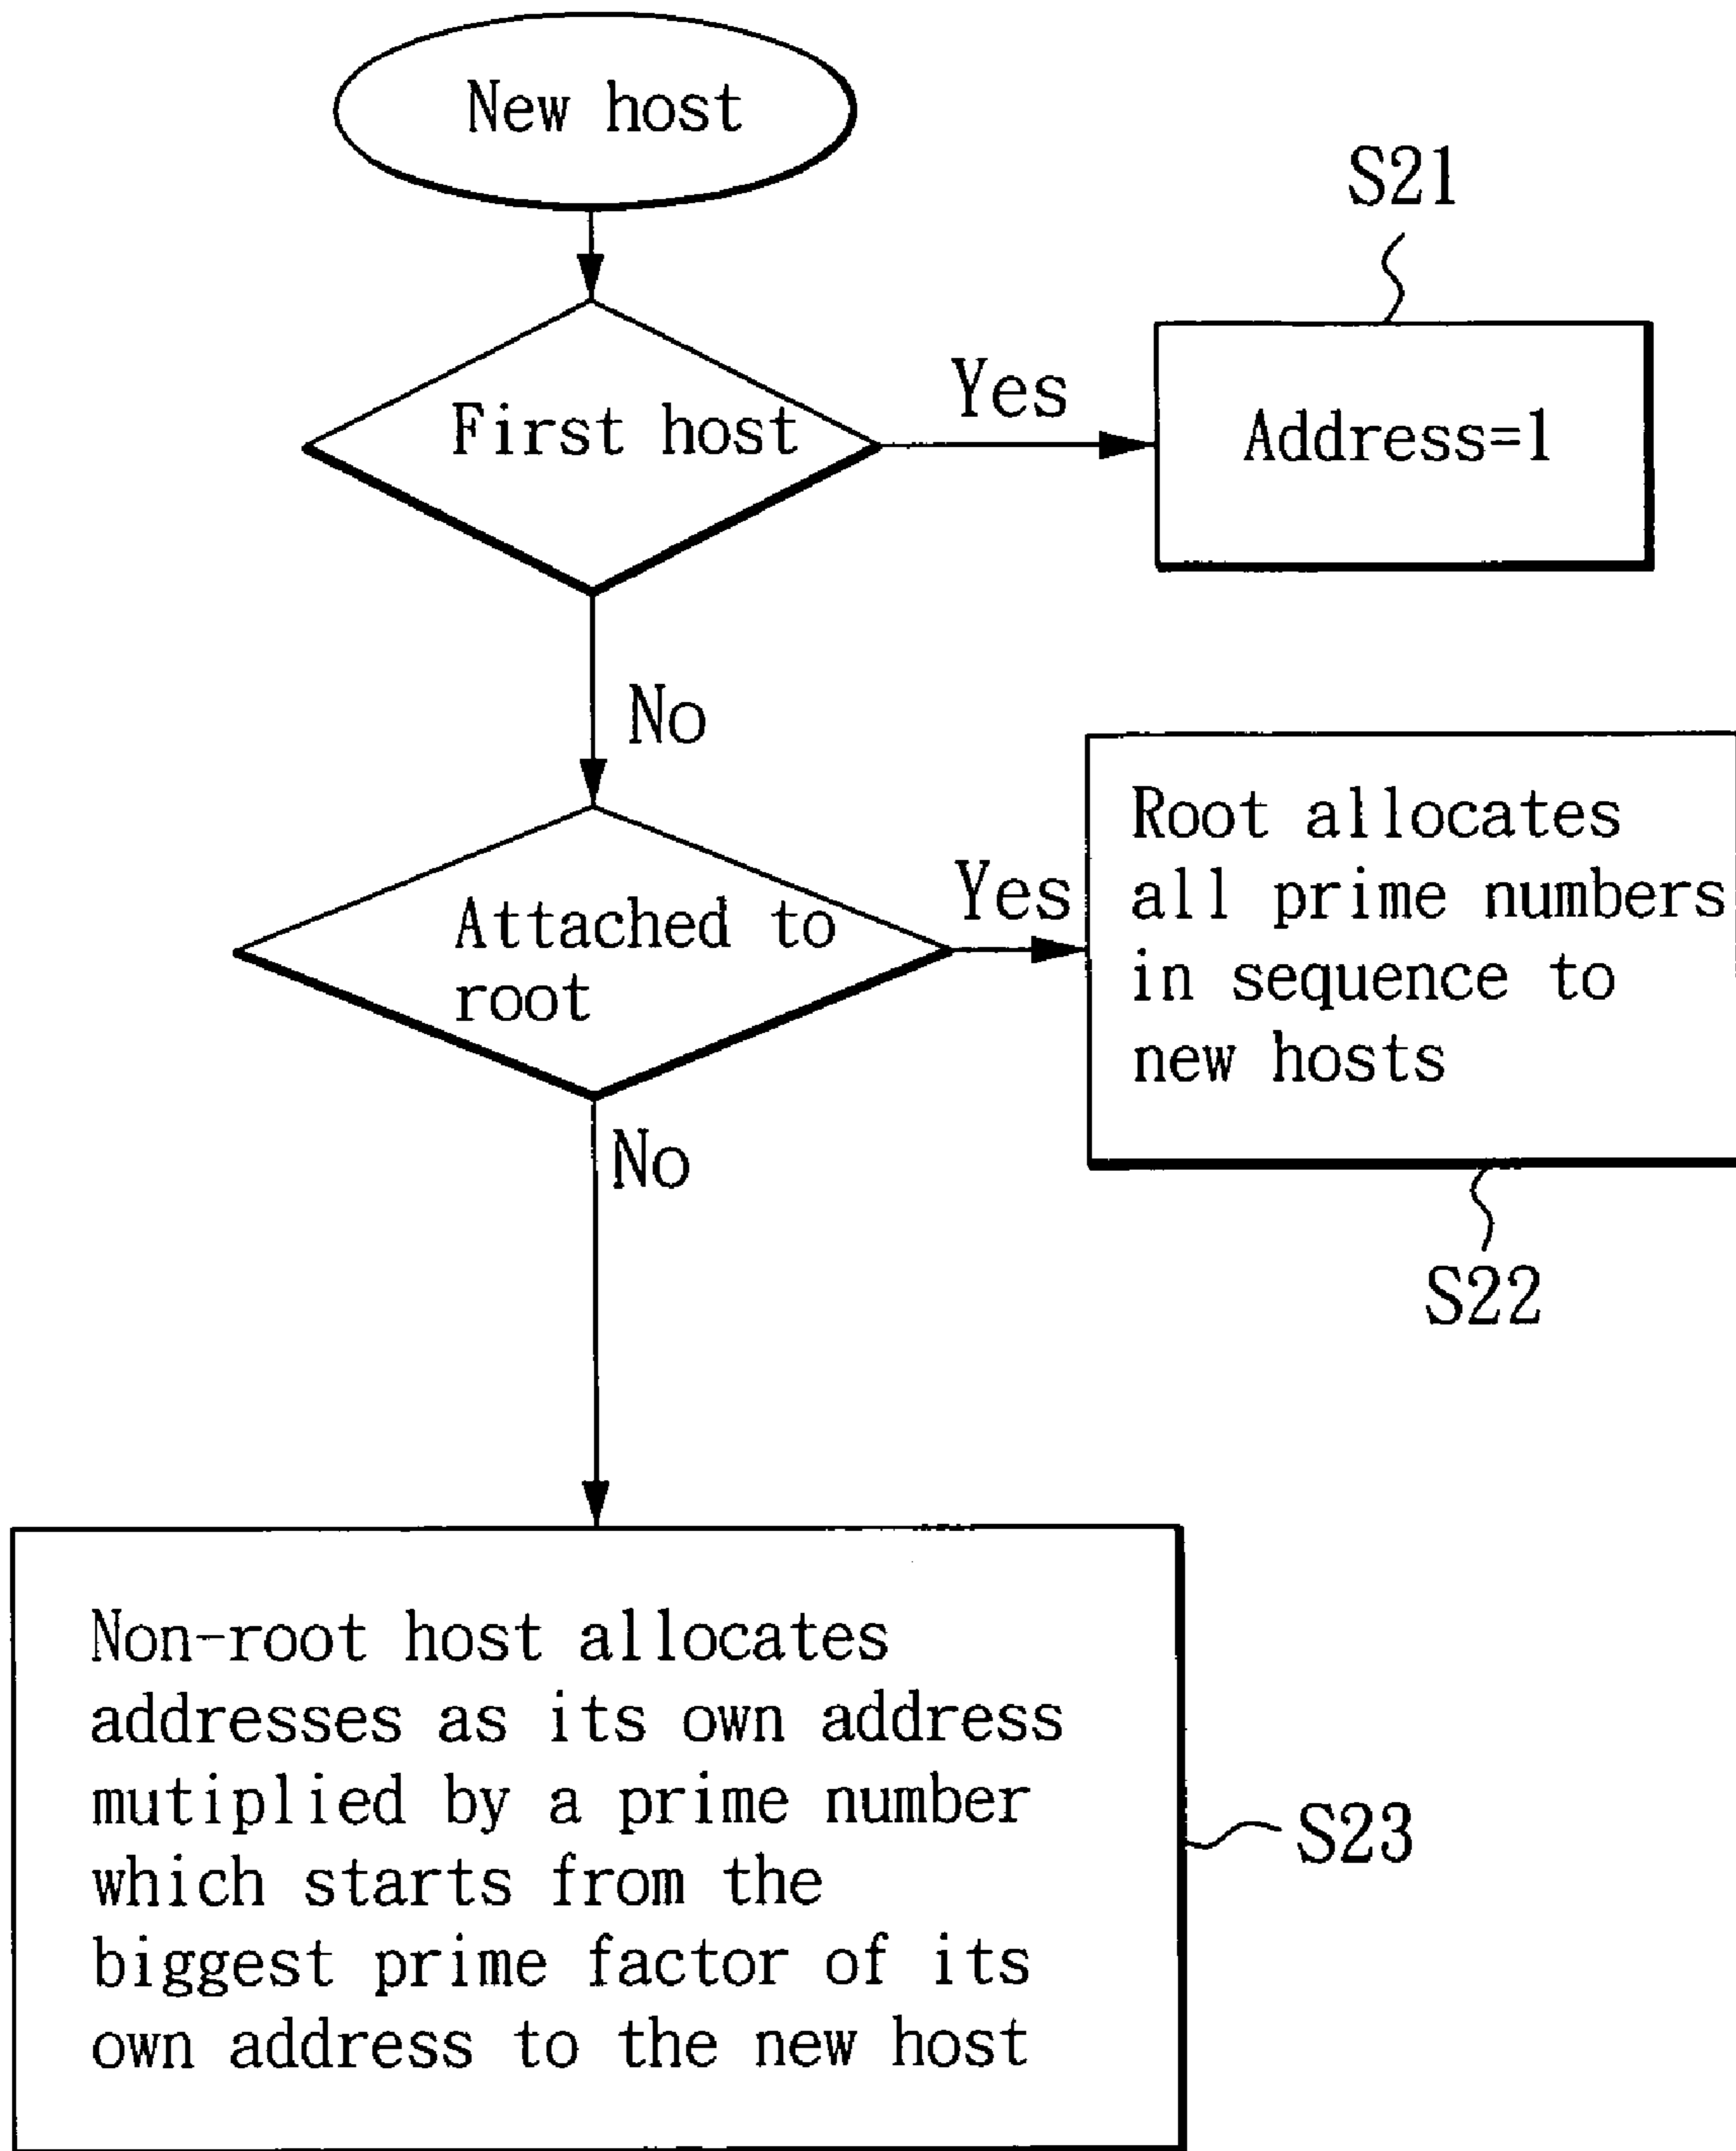 New host
S21
First host
Yes
Address=1
No
Attached to
root
Yes
Root allocates
all prime numbers
in sequence to
new hosts
No
S22
Non-root host allocates
addresses as its own address
mutiplied by a prime number
which starts from the
biggest prime factor of its
own address to the new host
S23